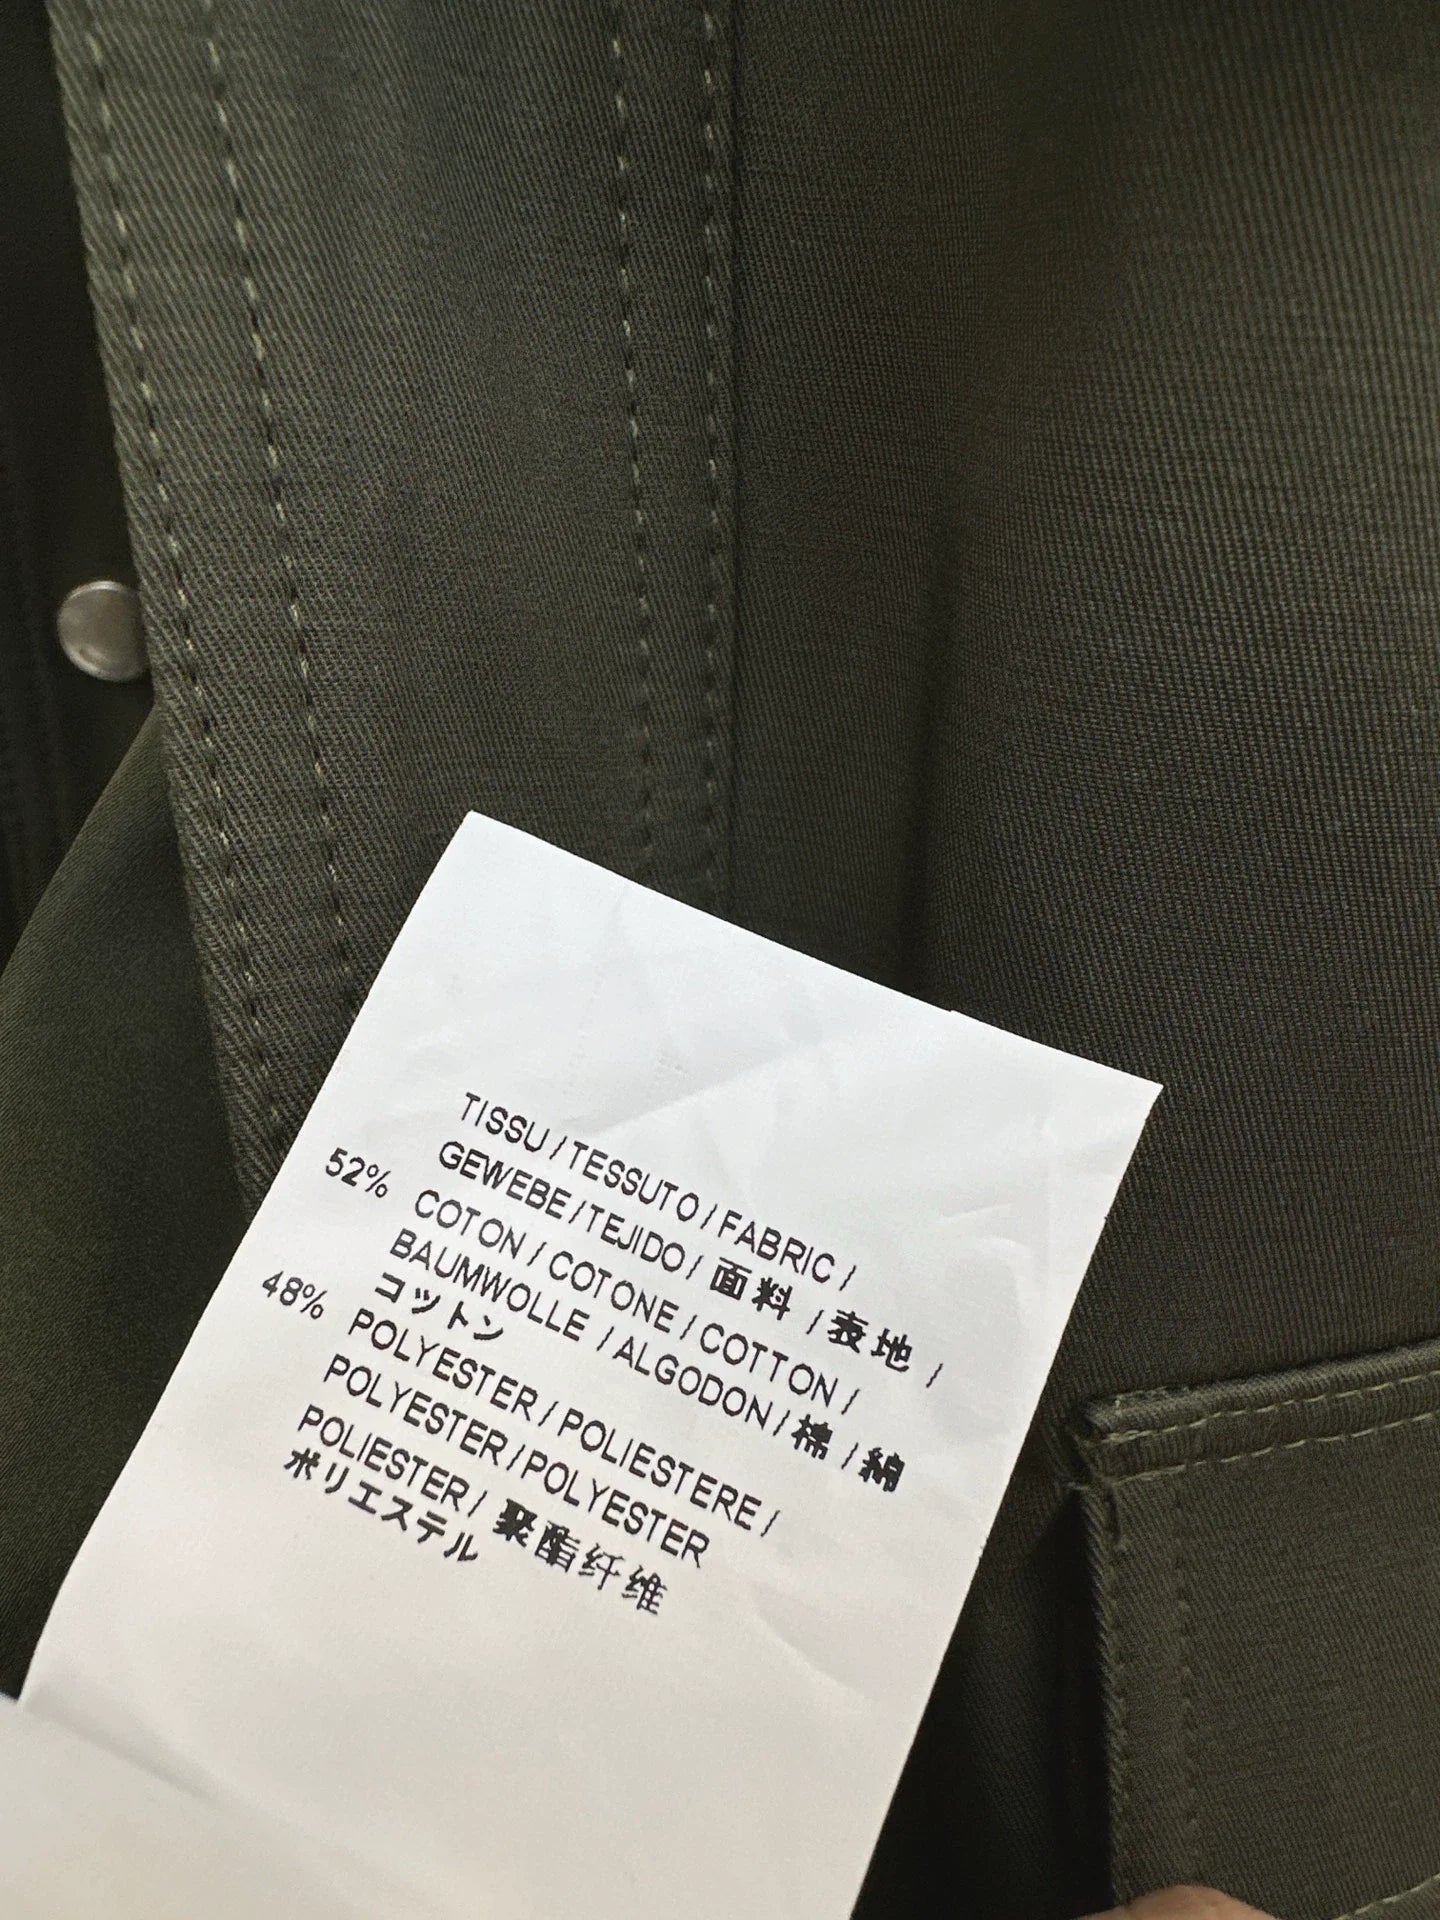 TISSU / TESSUTO / FABRIC /
GEWEBE / TEJIDO / 面料 / 表地 /
52% COTON / COTONE / COTTON /
BAUMWOLLE / ALGODON / 棉 / 綿
コットン
48% POLYESTER / POLIESTERE /
POLYESTER / POLYESTER
POLIESTER / 聚酯纤维
ポリエステル